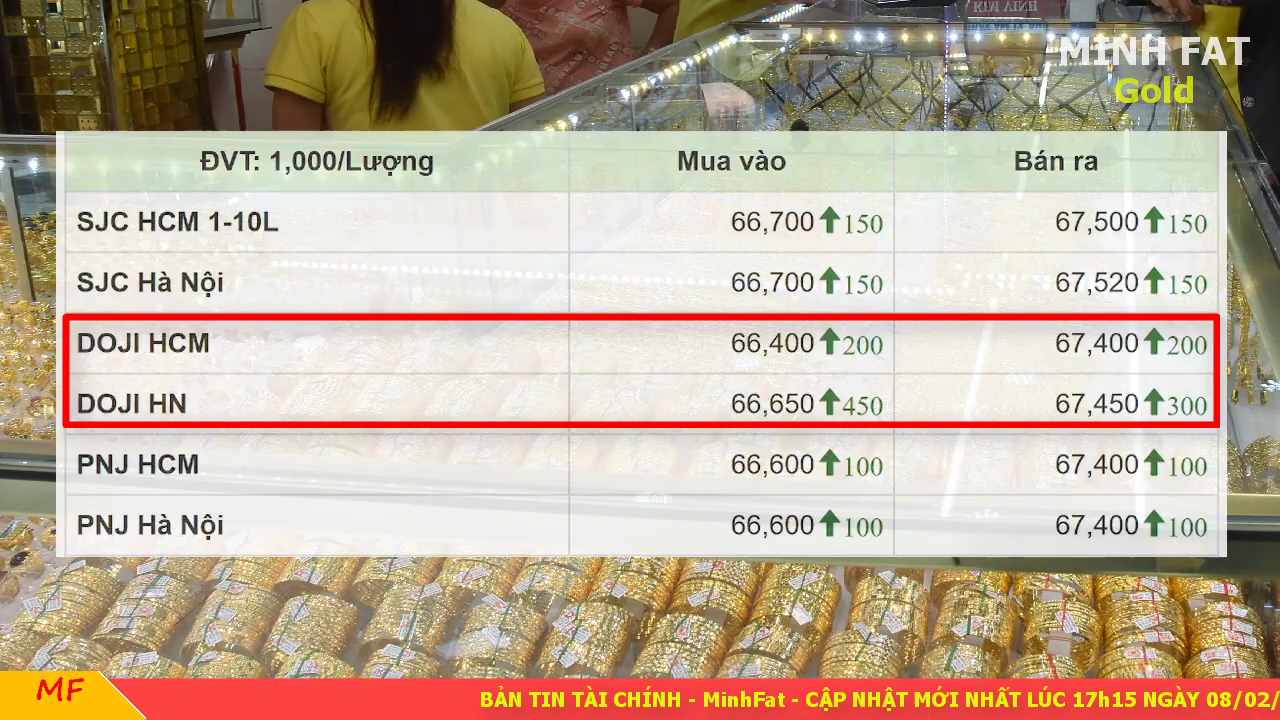 KIM VINH
MINH FAT
Gold
ĐVT: 1,000/Lượng Mua vào Bán ra
SJC HCM 1-10L 66,700 150 67,500 150
SJC Hà Nội 66,700 150 67,520 150
DOJI HCM 66,400 200 67,400 200
DOJI HN 66,650 450 67,450 300
PNJ HCM 66,600 100 67,400 100
PNJ Hà Nội 66,600 100 67,400 100
MF
BẢN TIN TÀI CHÍNH - MinhFat - CẬP NHẬT MỚI NHẤT LÚC 17h15 NGÀY 08/02/